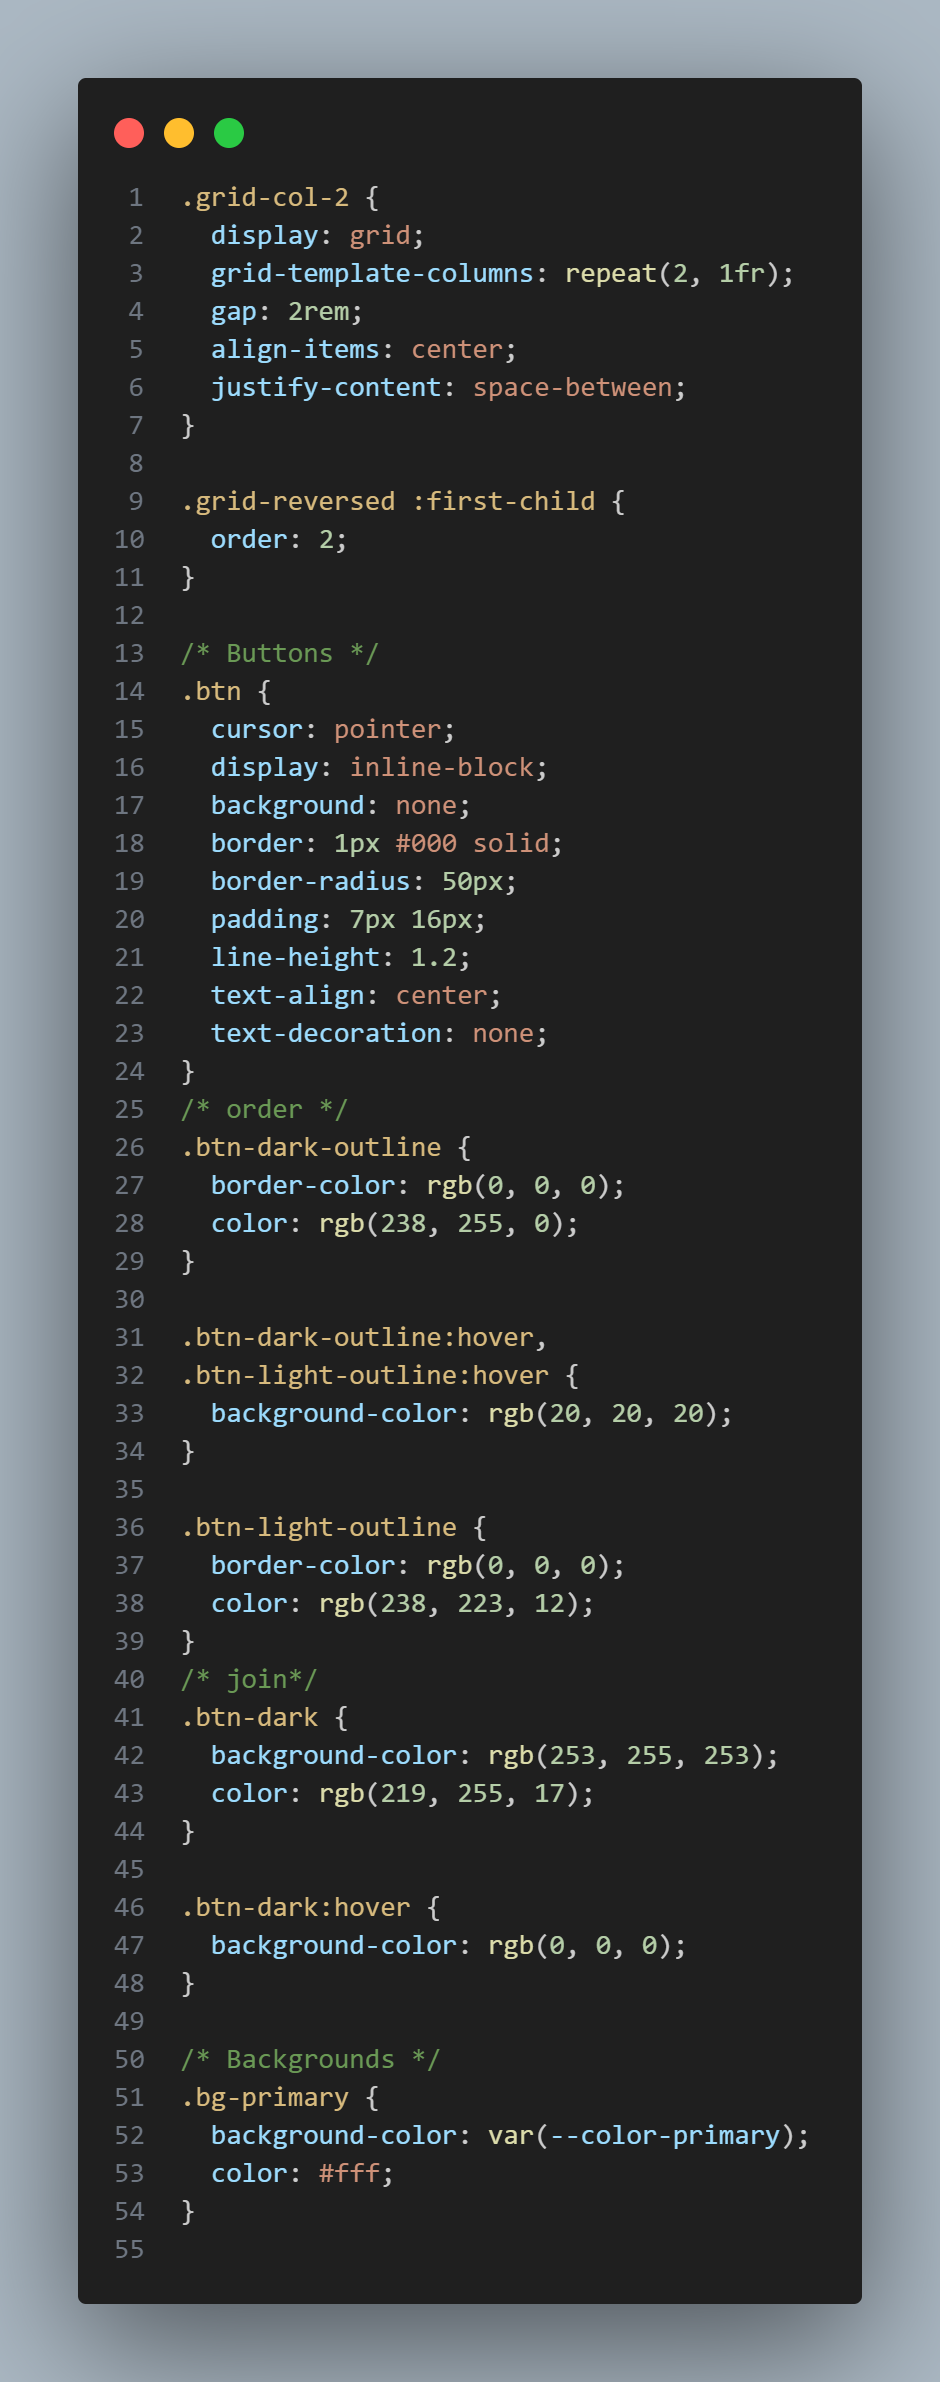 1 .grid-col-2 {
2   display: grid;
3   grid-template-columns: repeat(2, 1fr);
4   gap: 2rem;
5   align-items: center;
6   justify-content: space-between;
7 }
8
9 .grid-reversed :first-child {
10   order: 2;
11 }
12
13 /* Buttons */
14 .btn {
15   cursor: pointer;
16   display: inline-block;
17   background: none;
18   border: 1px #000 solid;
19   border-radius: 50px;
20   padding: 7px 16px;
21   line-height: 1.2;
22   text-align: center;
23   text-decoration: none;
24 }
25 /* order */
26 .btn-dark-outline {
27   border-color: rgb(0, 0, 0);
28   color: rgb(238, 255, 0);
29 }
30
31 .btn-dark-outline:hover,
32 .btn-light-outline:hover {
33   background-color: rgb(20, 20, 20);
34 }
35
36 .btn-light-outline {
37   border-color: rgb(0, 0, 0);
38   color: rgb(238, 223, 12);
39 }
40 /* join*/
41 .btn-dark {
42   background-color: rgb(253, 255, 253);
43   color: rgb(219, 255, 17);
44 }
45
46 .btn-dark:hover {
47   background-color: rgb(0, 0, 0);
48 }
49
50 /* Backgrounds */
51 .bg-primary {
52   background-color: var(--color-primary);
53   color: #fff;
54 }
55